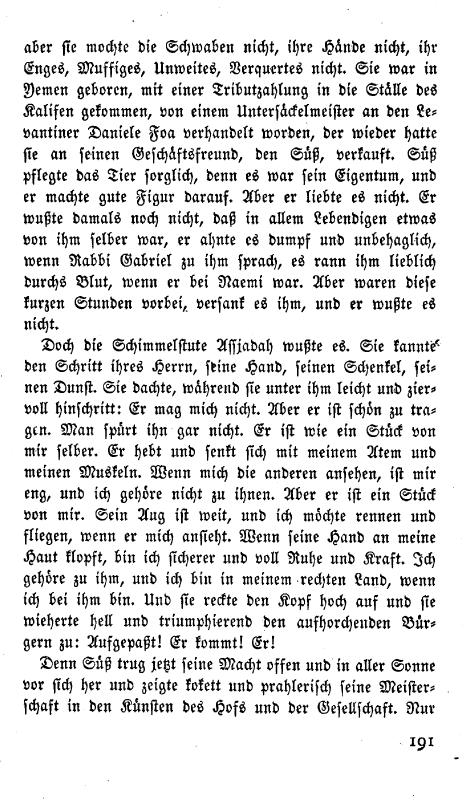 aber sie mochte die Schwaben nicht, ihre Hände nicht, ihr
Enges, Muffiges, Unweites, Verquertes nicht. Sie war in
Yemen geboren, mit einer Tributzahlung in die Ställe des
Kalifen gekommen, von einem Untersäckelmeister an den Le-
vantiner Daniele Foa verhandelt worden, der wieder hatte
sie an seinen Geschäftsfreund, den Süß, verkauft. Süß
pflegte das Tier sorglich, denn es war sein Eigentum, und
er machte gute Figur darauf. Aber er liebte es nicht. Er
wußte damals noch nicht, daß in allem Lebendigen etwas
von ihm selber war, er ahnte es dumpf und unbehaglich,
wenn Rabbi Gabriel zu ihm sprach, es rann ihm lieblich
durchs Blut, wenn er bei Naemi war. Aber waren diese
kurzen Stunden vorbei, versank es ihm, und er wußte es
nicht.
Doch die Schimmelstute Assjadah wußte es. Sie kannte
den Schritt ihres Herrn, seine Hand, seinen Schenkel, sei-
nen Dunst. Sie dachte, während sie unter ihm leicht und zier-
voll hinschritt: Er mag mich nicht. Aber er ist schön zu tra-
gen. Man spürt ihn gar nicht. Er ist wie ein Stück von
mir selber. Er hebt und senkt sich mit meinem Atem und
meinen Muskeln. Wenn mich die anderen ansehen, ist mir
eng, und ich gehöre nicht zu ihnen. Aber er ist ein Stück
von mir. Sein Aug ist weit, und ich möchte rennen und
fliegen, wenn er mich ansieht. Wenn seine Hand an meine
Haut klopft, bin ich sicherer und voll Ruhe und Kraft. Ich
gehöre zu ihm, und ich bin in meinem rechten Land, wenn
ich bei ihm bin. Und sie reckte den Kopf hoch auf und sie
wieherte hell und triumphierend den aufhorchenden Bür-
gern zu: Aufgepaßt! Er kommt! Er!
Denn Süß trug jetzt seine Macht offen und in aller Sonne
vor sich her und zeigte kokett und prahlerisch seine Meister-
schaft in den Künsten des Hofs und der Gesellschaft. Nur
191